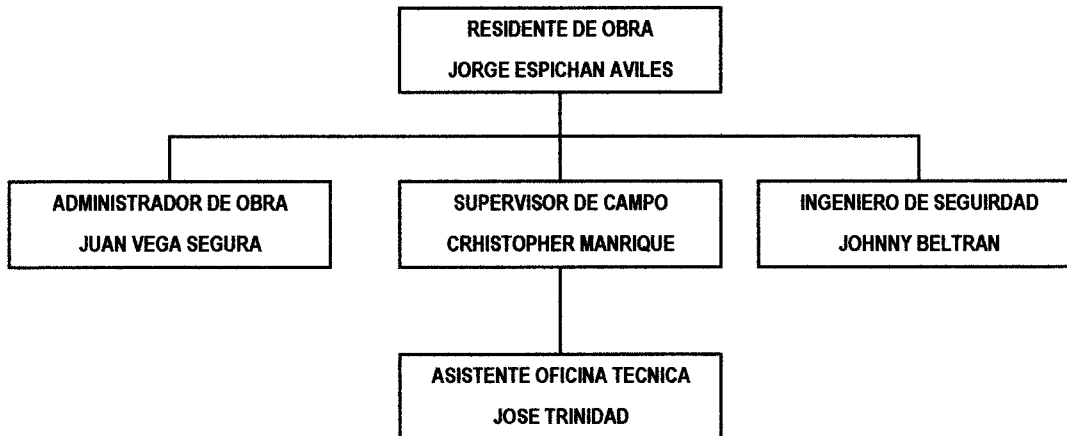 RESIDENTE DE OBRA
JORGE ESPICHAN AVILES
ADMINISTRADOR DE OBRA
JUAN VEGA SEGURA
SUPERVISOR DE CAMPO
CRHISTOPHER MANRIQUE
INGENIERO DE SEGUIRDAD
JOHNNY BELTRAN
ASISTENTE OFICINA TECNICA
JOSE TRINIDAD